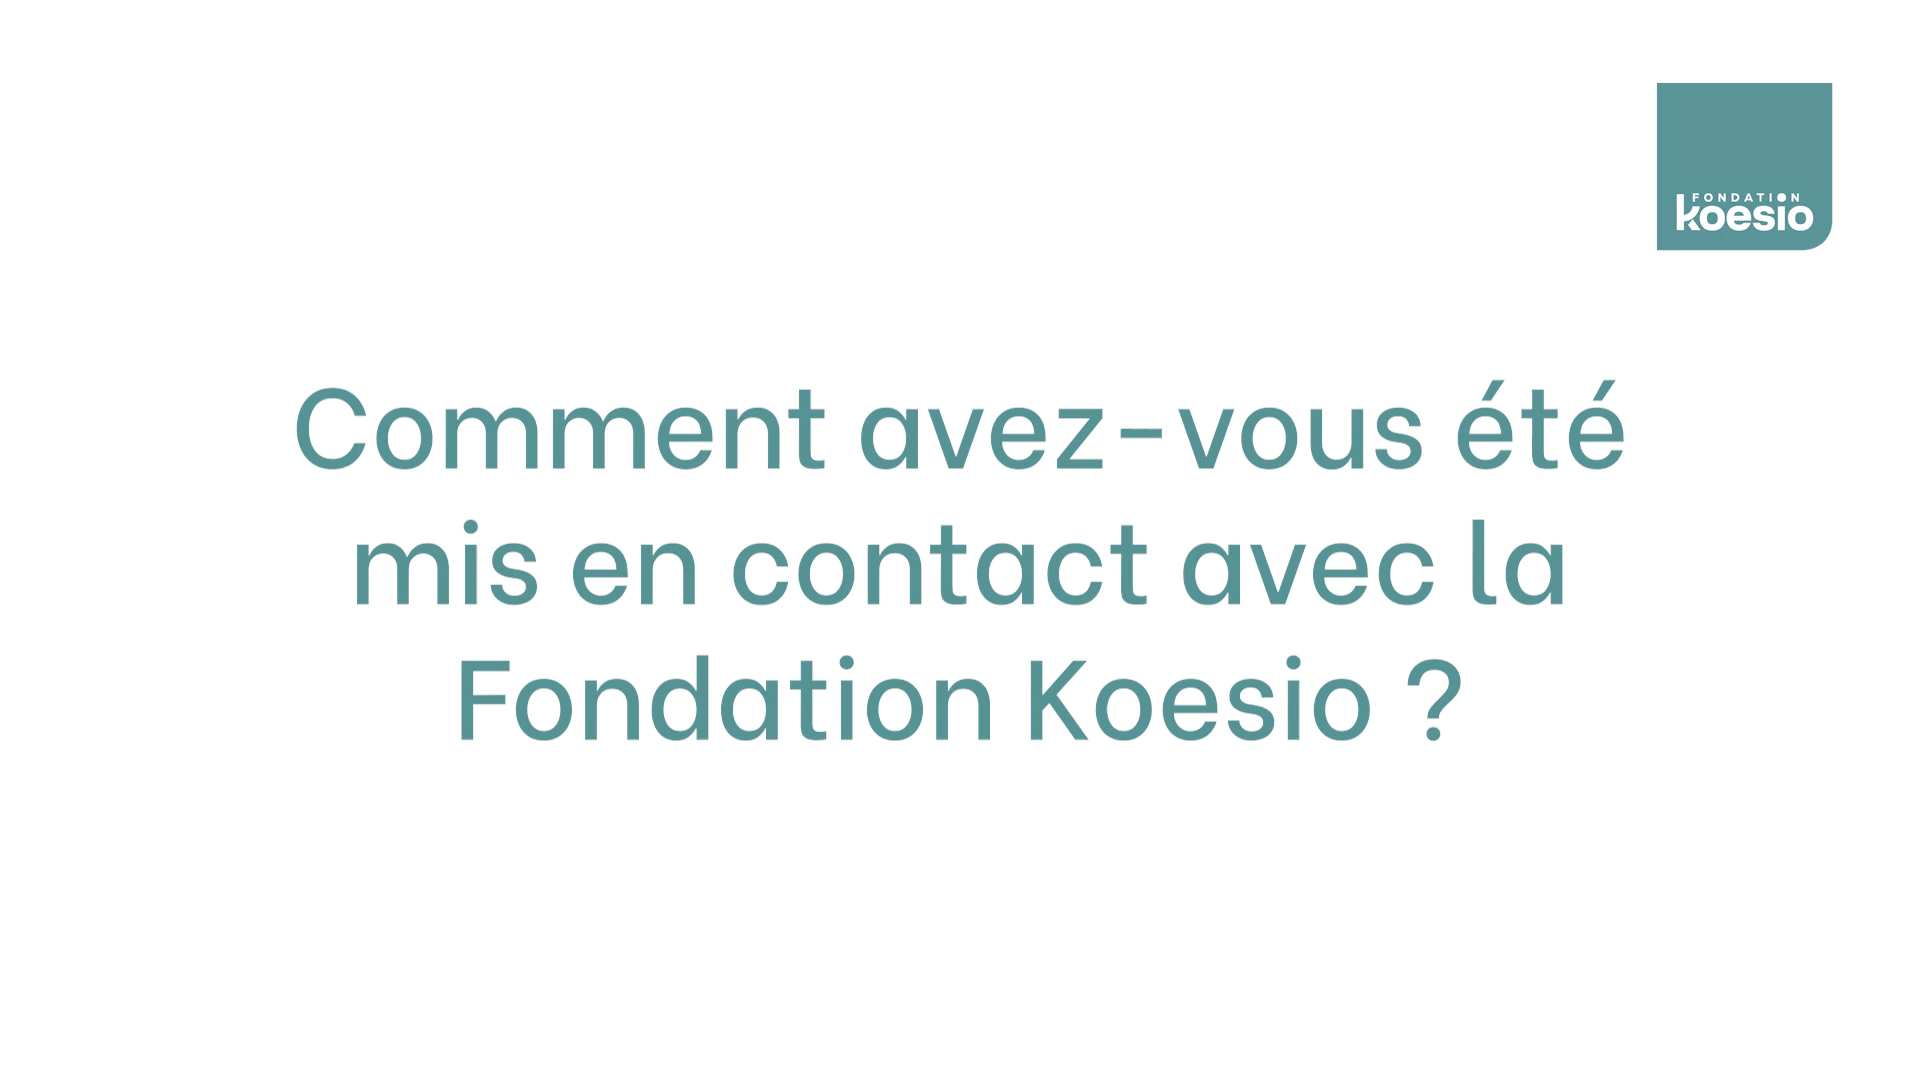 FONDATION
koesio
Comment avez-vous été
mis en contact avec la
Fondation Koesio ?